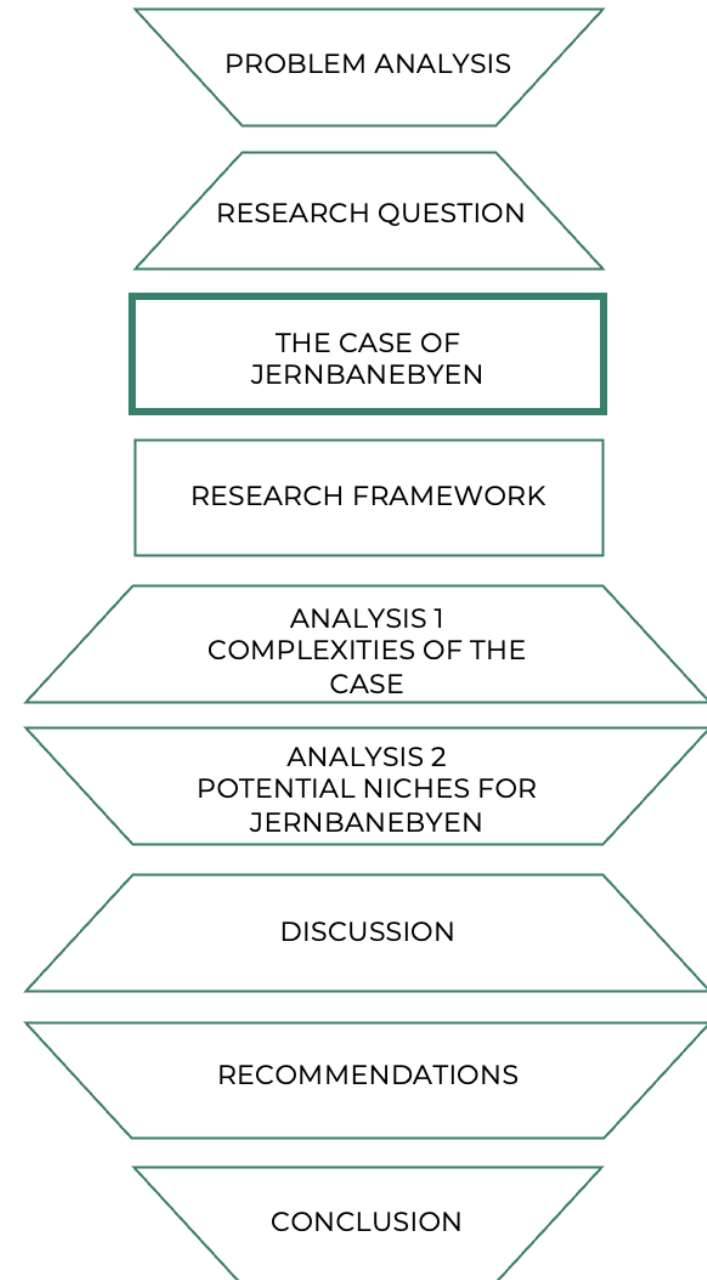 PROBLEM ANALYSIS
RESEARCH QUESTION
THE CASE OF
JERNBANEBYEN
RESEARCH FRAMEWORK
ANALYSIS 1
COMPLEXITIES OF THE
CASE
ANALYSIS 2
POTENTIAL NICHES FOR
JERNBANEBYEN
DISCUSSION
RECOMMENDATIONS
CONCLUSION